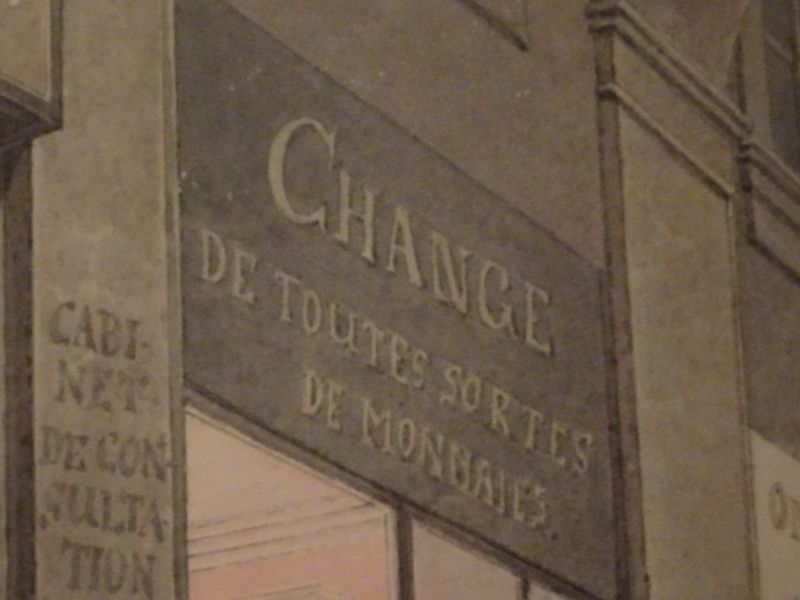 CHANGE
DE TOUTES SORTES
DE MONNAIES.
CABI-
NET
DE CON-
SULTA-
TION